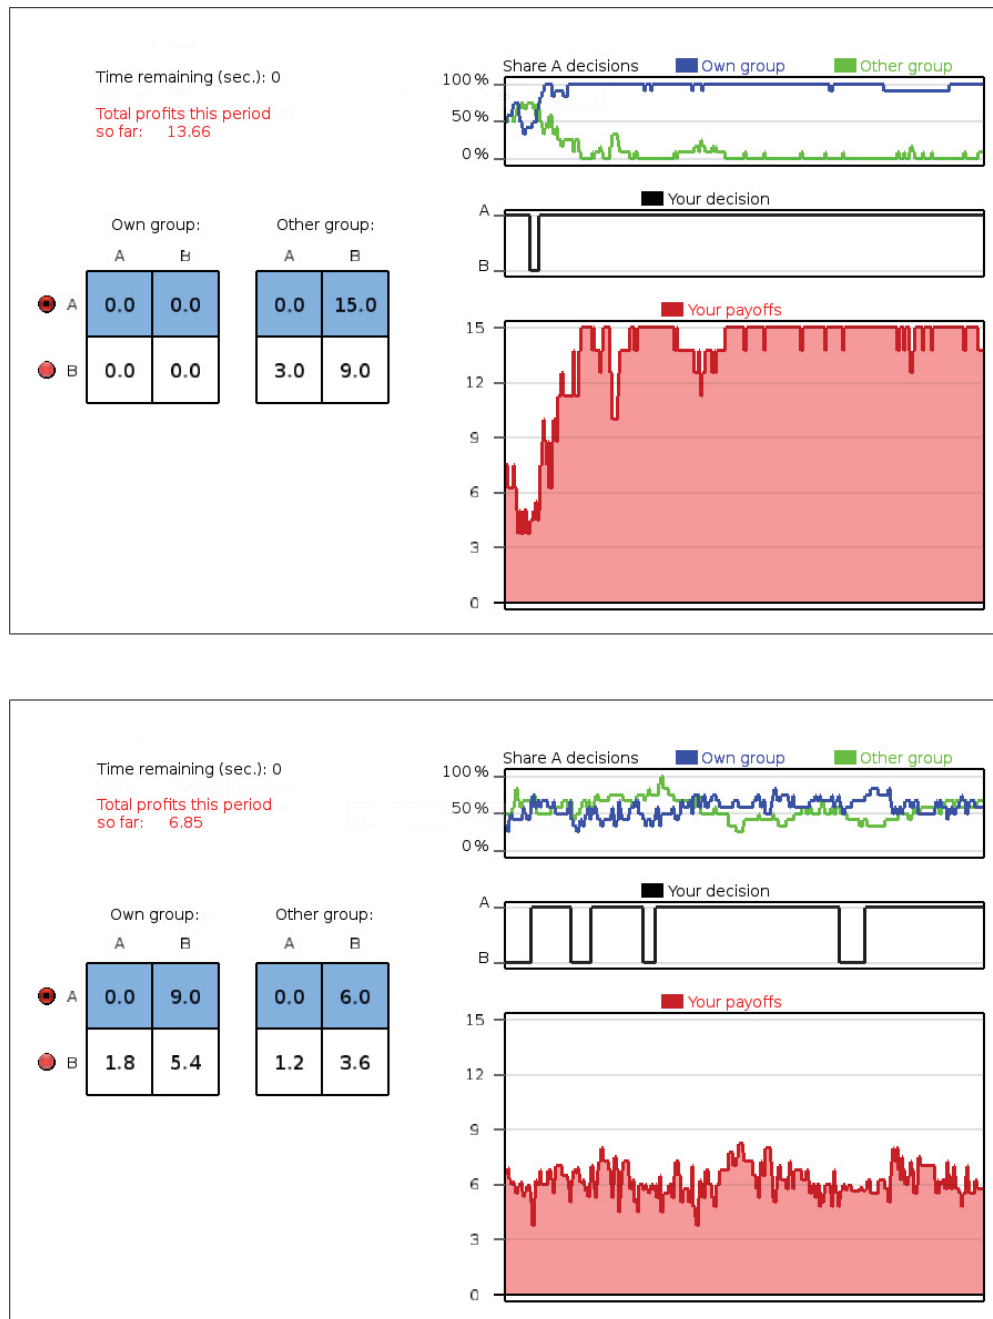 Time remaining (sec.): 0
Total profits this period
so far: 13.66
Own group:
Other group:
A B
A B
A 0.0 0.0 0.0 15.0
B 0.0 0.0 3.0 9.0
Share A decisions Own group Other group
100 %
50 %
0 %
Your decision
A
B
Your payoffs
15
12
9
6
3
0
Time remaining (sec.): 0
Total profits this period
so far: 6.85
Own group:
Other group:
A B
A B
A 0.0 9.0 0.0 6.0
B 1.8 5.4 1.2 3.6
Share A decisions Own group Other group
100 %
50 %
0 %
Your decision
A
B
Your payoffs
15
12
9
6
3
0